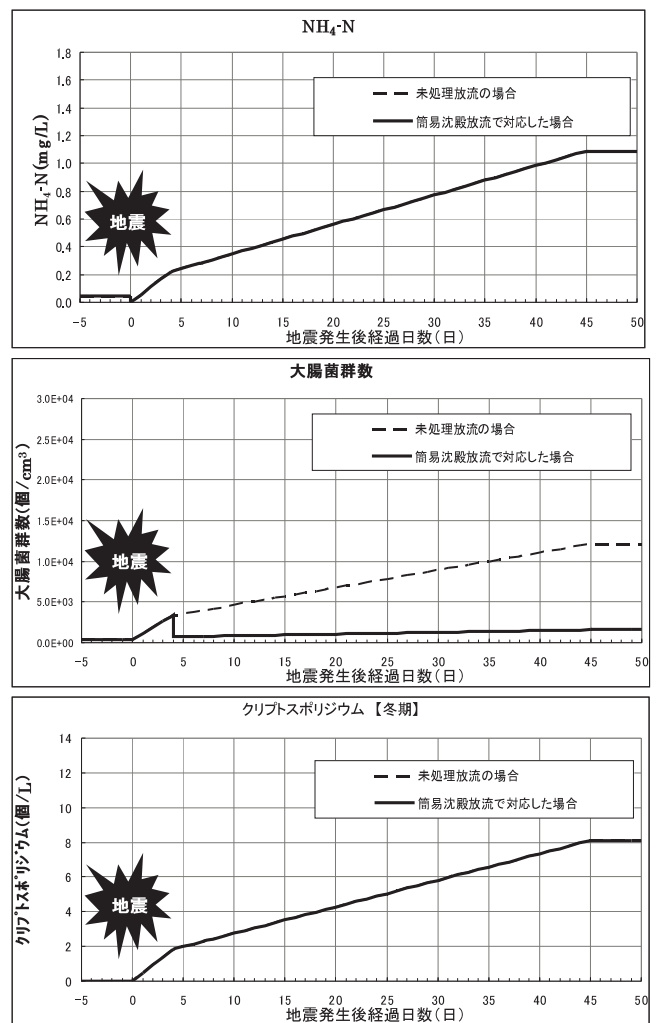 NH₄-N
NH₄-N(mg/L)
1.8
1.6
1.4
1.2
1.0
0.8
0.6
0.4
0.2
0.0
未処理放流の場合
簡易沈殿放流で対応した場合
地震
-5 0 5 10 15 20 25 30 35 40 45 50
地震発生後経過日数(日)
大腸菌群数
大腸菌群数(個/cm³)
3.0E+04
2.5E+04
2.0E+04
1.5E+04
1.0E+04
5.0E+03
0.0E+00
未処理放流の場合
簡易沈殿放流で対応した場合
地震
-5 0 5 10 15 20 25 30 35 40 45 50
地震発生後経過日数(日)
クリプトスポリジウム 【冬期】
クリプトスポリジウム(個/L)
14
12
10
8
6
4
2
0
未処理放流の場合
簡易沈殿放流で対応した場合
地震
-5 0 5 10 15 20 25 30 35 40 45 50
地震発生後経過日数(日)